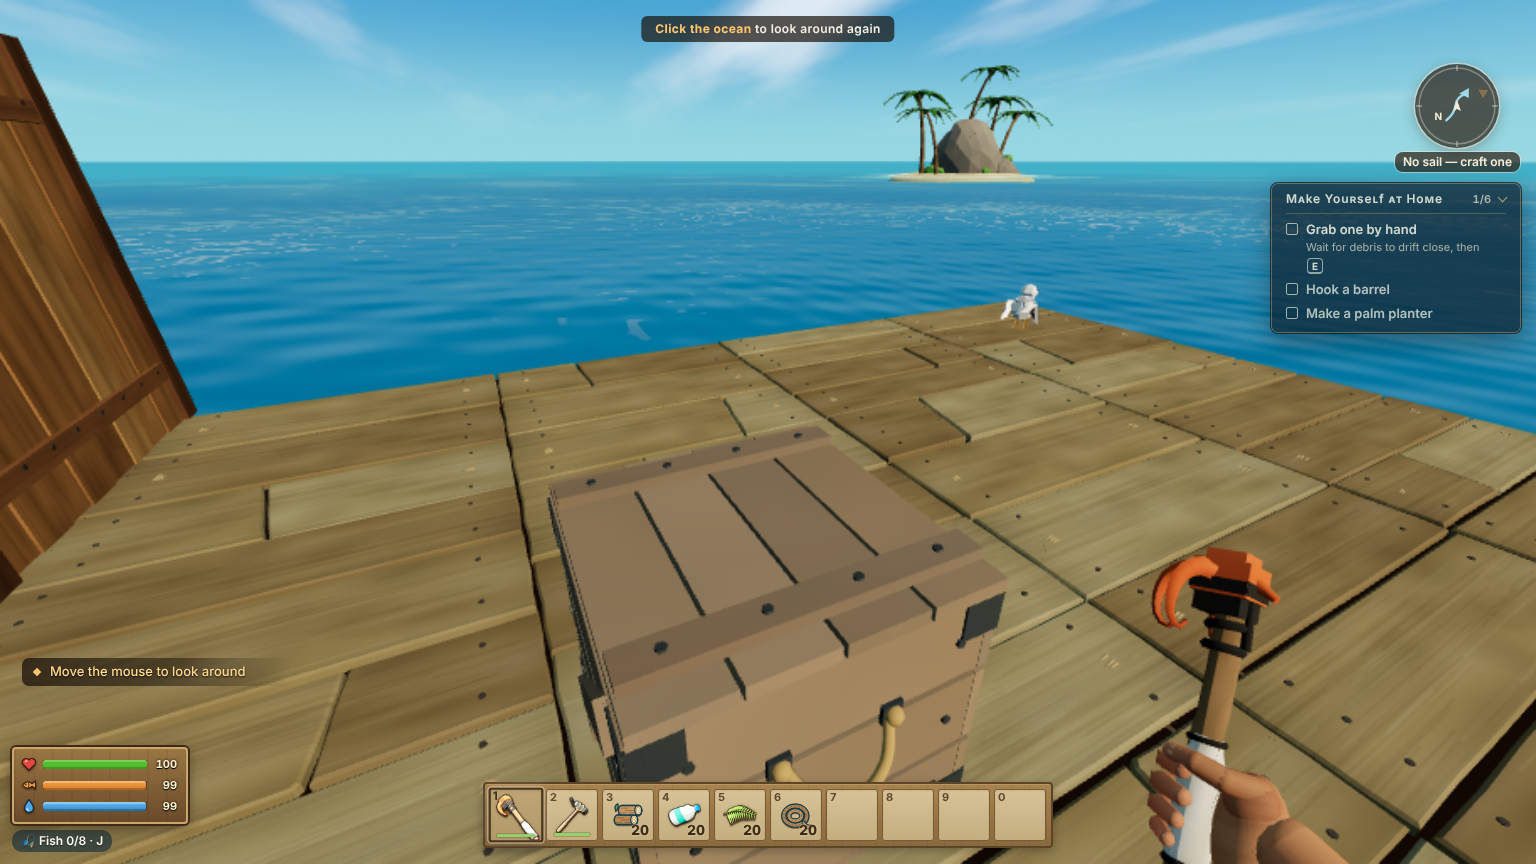 Click the ocean to look around again
N
No sail — craft one
Make Yourself at Home 1/6
Grab one by hand
Wait for debris to drift close, then
E
Hook a barrel
Make a palm planter
Move the mouse to look around
100
99
99
Fish 0/8 · J
1 2 3 4 5 6 7 8 9 0
20 20 20 20